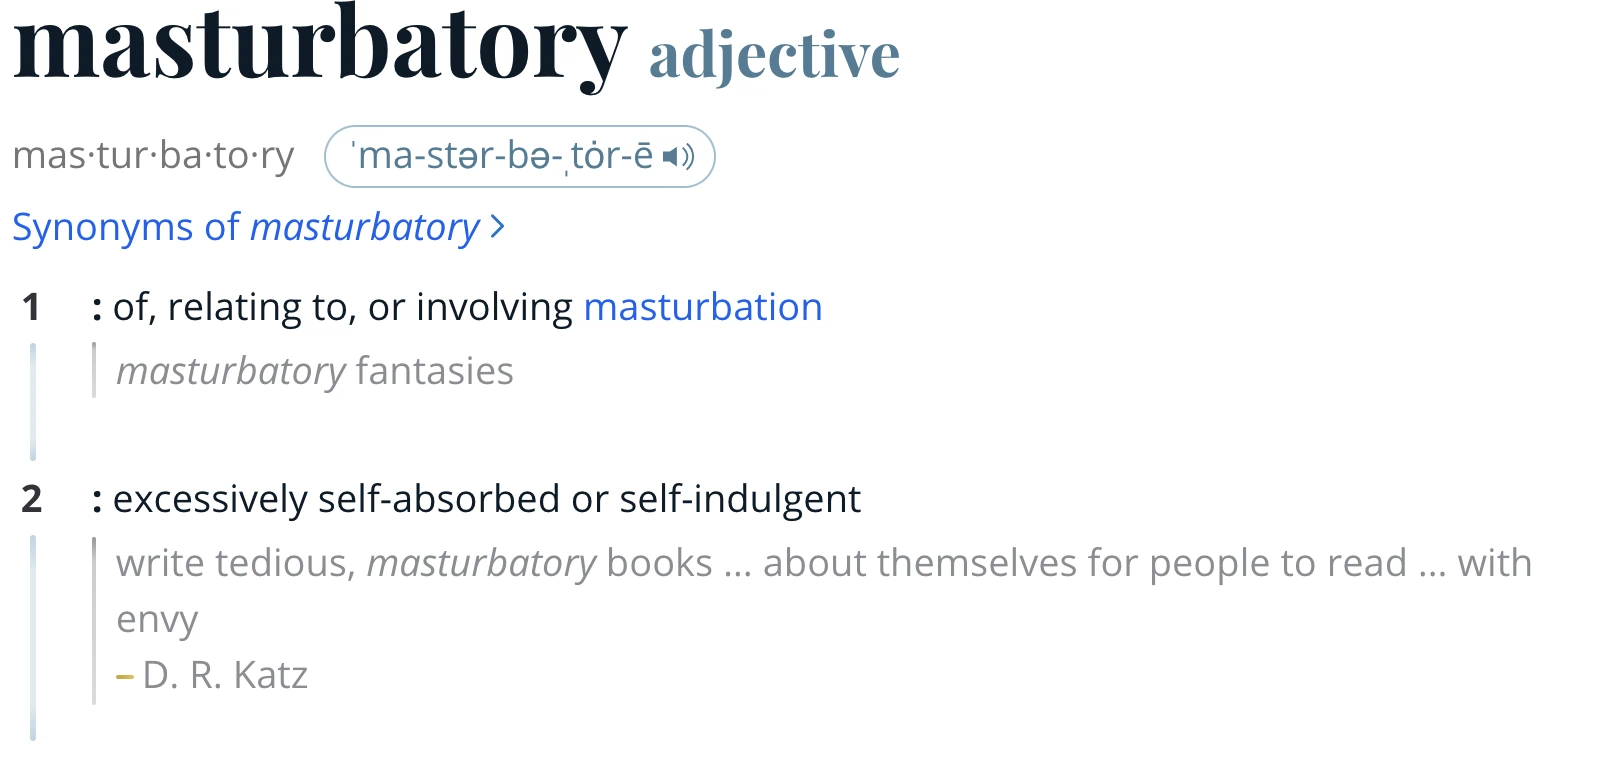 masturbatory adjective
mas·tur·ba·to·ry ˈma-stər-bə-ˌtȯr-ē
Synonyms of masturbatory >
1 : of, relating to, or involving masturbation
masturbatory fantasies
2 : excessively self-absorbed or self-indulgent
write tedious, masturbatory books … about themselves for people to read … with
envy
– D. R. Katz